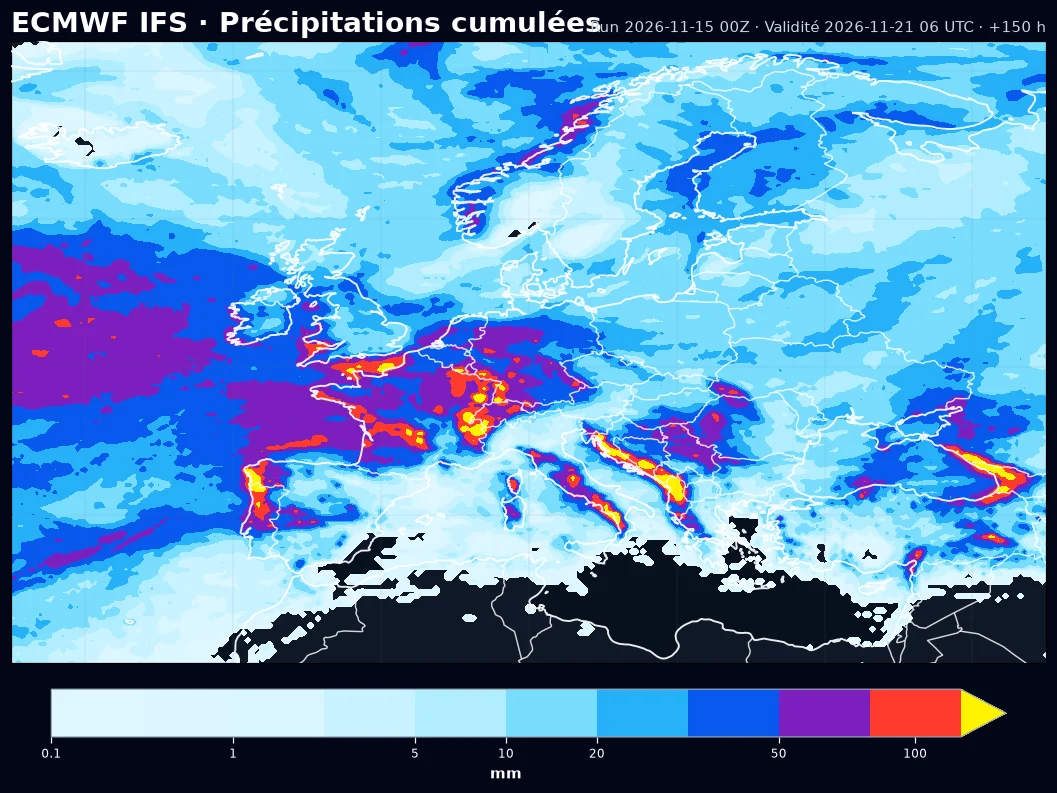 ECMWF IFS · Précipitations cumulées
Run 2026-11-15 00Z · Validité 2026-11-21 06 UTC · +150 h
0.1 1 5 10 20 50 100
mm